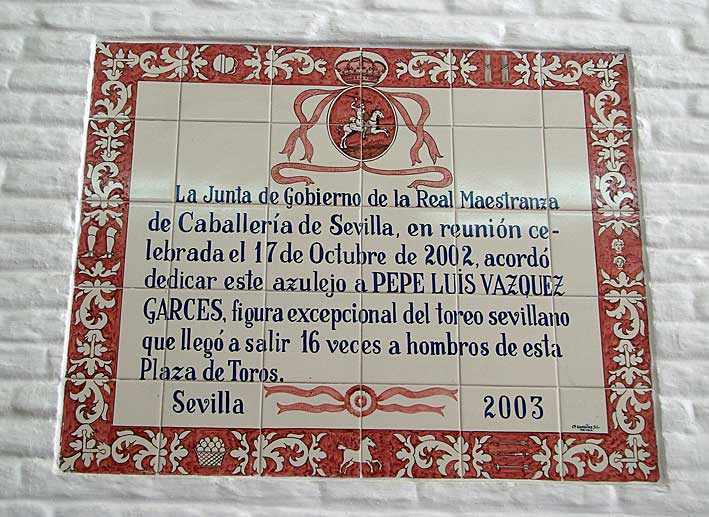 La Junta de Gobierno de la Real Maestranza
de Caballería de Sevilla, en reunión ce-
lebrada el 17 de Octubre de 2002, acordó
dedicar este azulejo a PEPE LUIS VAZQUEZ
GARCES, figura excepcional del toreo sevillano
que llegó a salir 16 veces a hombros de esta
Plaza de Toros.
Sevilla 2003